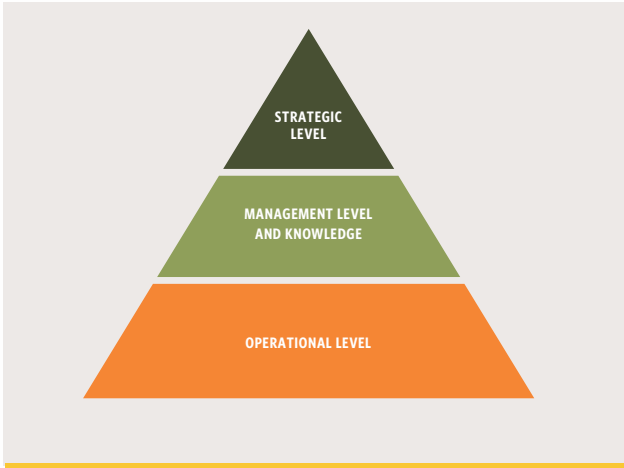 STRATEGIC
LEVEL
MANAGEMENT LEVEL
AND KNOWLEDGE
OPERATIONAL LEVEL